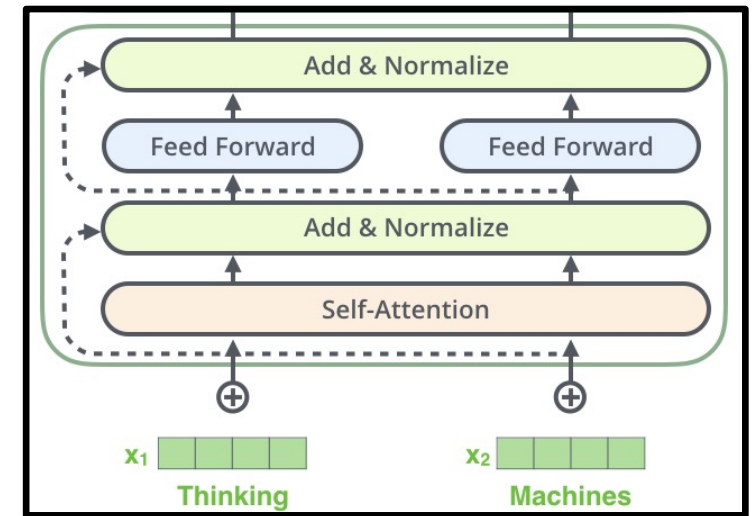 Add & Normalize
Feed Forward Feed Forward
Add & Normalize
Self-Attention
x₁ x₂
Thinking Machines